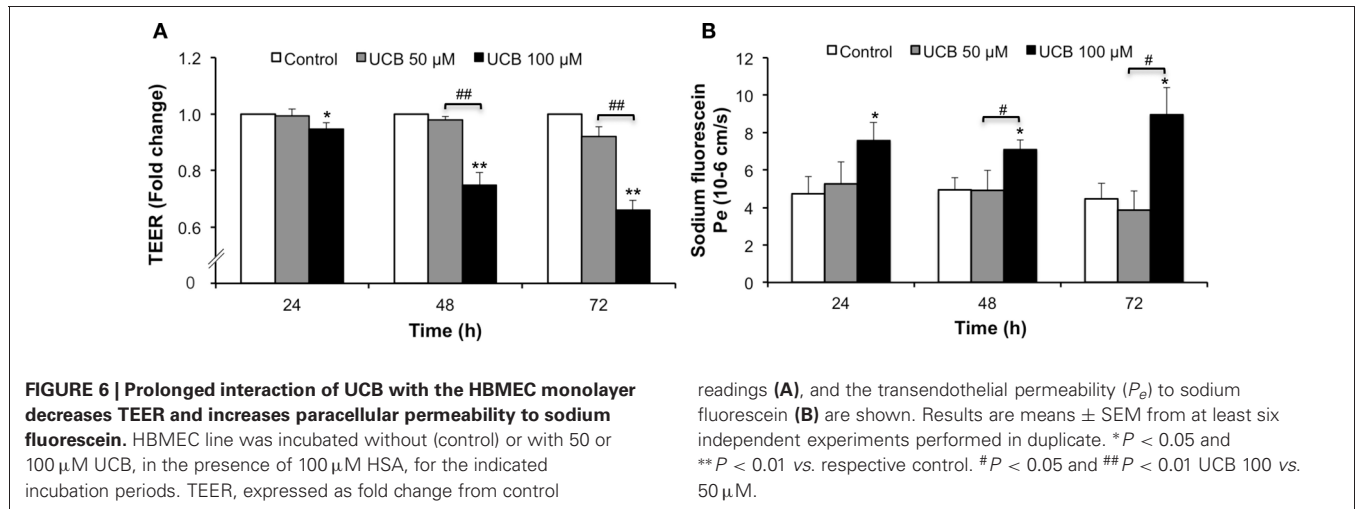 A
Control UCB 50 µM UCB 100 µM
1.2
1.0
0.8
0.6
0
TEER (Fold change)
*
##
**
##
**
24 48 72
Time (h)
B
Control UCB 50 µM UCB 100 µM
12
10
8
6
4
2
0
Sodium fluorescein
Pe (10-6 cm/s)
*
#
*
#
*
24 48 72
Time (h)
FIGURE 6 | Prolonged interaction of UCB with the HBMEC monolayer
decreases TEER and increases paracellular permeability to sodium
fluorescein. HBMEC line was incubated without (control) or with 50 or
100 µM UCB, in the presence of 100 µM HSA, for the indicated
incubation periods. TEER, expressed as fold change from control
readings (A), and the transendothelial permeability (Pe) to sodium
fluorescein (B) are shown. Results are means ± SEM from at least six
independent experiments performed in duplicate. *P < 0.05 and
**P < 0.01 vs. respective control. #P < 0.05 and ##P < 0.01 UCB 100 vs.
50 µM.